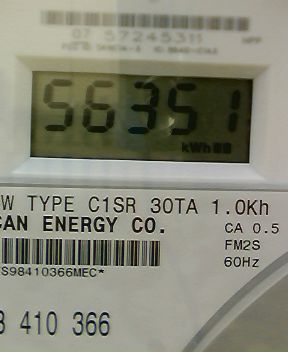 07 57245311
56351
kWh
W TYPE C1SR 30TA 1.0Kh
CAN ENERGY CO.
CA 0.5
FM2S
60Hz
S98410366MEC*
410 366